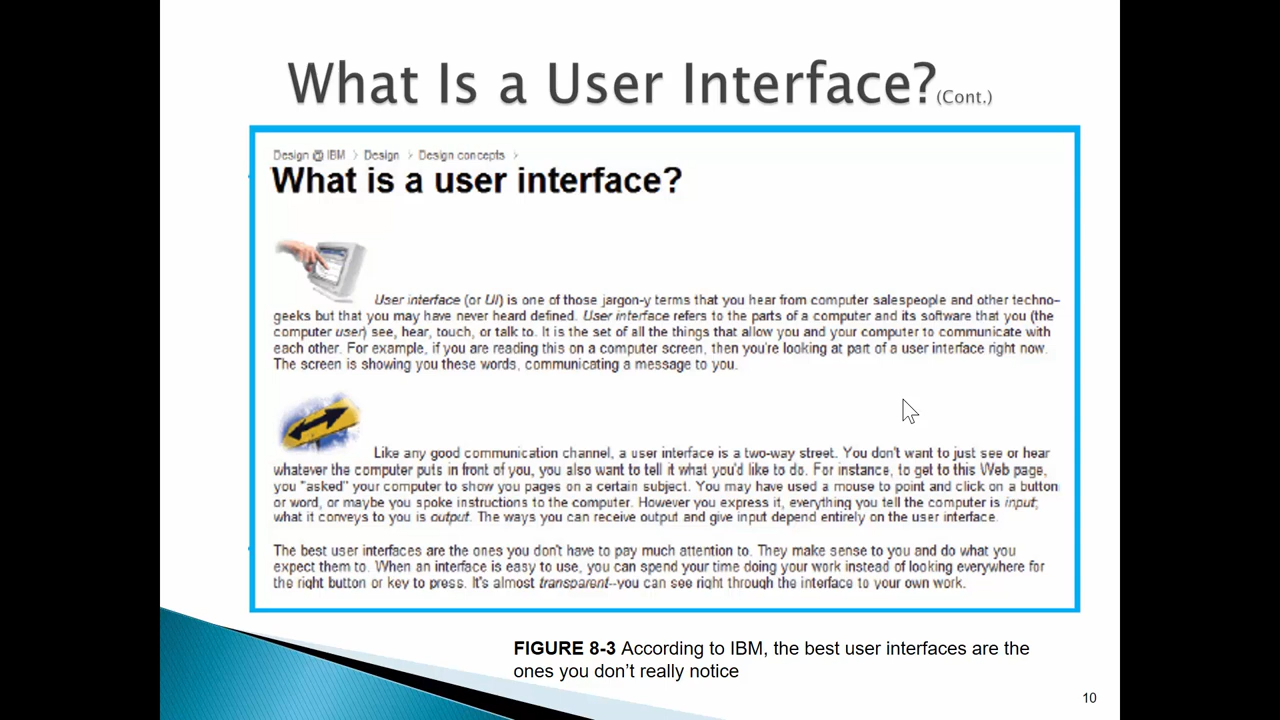 What Is a User Interface?(Cont.)
Design @ IBM > Design > Design concepts >
What is a user interface?
User interface (or UI) is one of those jargon-y terms that you hear from computer salespeople and other techno-
geeks but that you may have never heard defined. User interface refers to the parts of a computer and its software that you (the
computer user) see, hear, touch, or talk to. It is the set of all the things that allow you and your computer to communicate with
each other. For example, if you are reading this on a computer screen, then you're looking at part of a user interface right now.
The screen is showing you these words, communicating a message to you.
Like any good communication channel, a user interface is a two-way street. You don't want to just see or hear
whatever the computer puts in front of you, you also want to tell it what you'd like to do. For instance, to get to this Web page,
you "asked" your computer to show you pages on a certain subject. You may have used a mouse to point and click on a button
or word, or maybe you spoke instructions to the computer. However you express it, everything you tell the computer is input;
what it conveys to you is output. The ways you can receive output and give input depend entirely on the user interface.
The best user interfaces are the ones you don't have to pay much attention to. They make sense to you and do what you
expect them to. When an interface is easy to use, you can spend your time doing your work instead of looking everywhere for
the right button or key to press. It's almost transparent--you can see right through the interface to your own work.
FIGURE 8-3 According to IBM, the best user interfaces are the
ones you don’t really notice
10